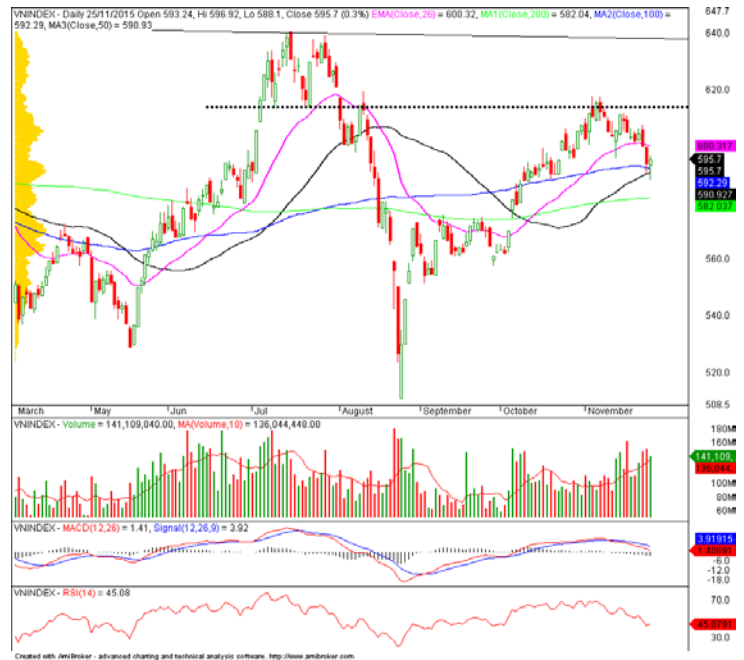 VNINDEX - Daily 25/11/2015 Open 593.24, Hi 596.92, Lo 588.1, Close 595.7 (0.3%) EMA(Close,26) = 600.32, MA1(Close,200) = 582.04, MA2(Close,100) =
592.29, MA3(Close,50) = 590.93
647.7
640.0
620.0
600.317
595.7
595.7
592.29
590.927
582.037
560.0
540.0
520.0
508.5
March May Jun Jul August September October November
VNINDEX - Volume = 141,109,040.00, MA(Volume,10) = 136,044,448.00
180M
141,109,
136,044,
100M
80M
60M
VNINDEX - MACD(12,26) = 1.41, Signal(12,26,9) = 3.92
3.91915
1.40691
-6.0
-12.0
-18.0
VNINDEX - RSI(14) = 45.08
70.0
45.0791
30.0
Created with AmiBroker - advanced charting and technical analysis software. http://www.amibroker.com